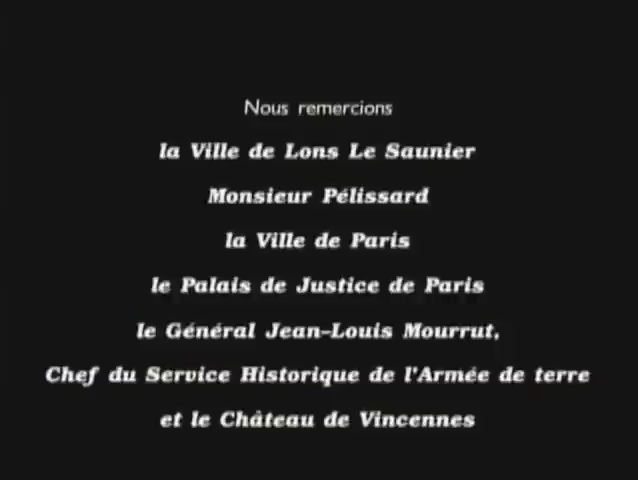 Nous remercions
la Ville de Lons Le Saunier
Monsieur Pélissard
la Ville de Paris
le Palais de Justice de Paris
le Général Jean-Louis Mourrut,
Chef du Service Historique de l'Armée de terre
et le Château de Vincennes